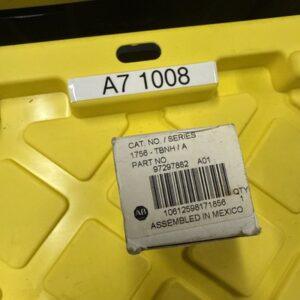 A7 1008
CAT. NO. / SERIES
1756 - TBNH / A
PART NO
97297882 A01
QTY
10612598171856 1
AB
ASSEMBLED IN MEXICO